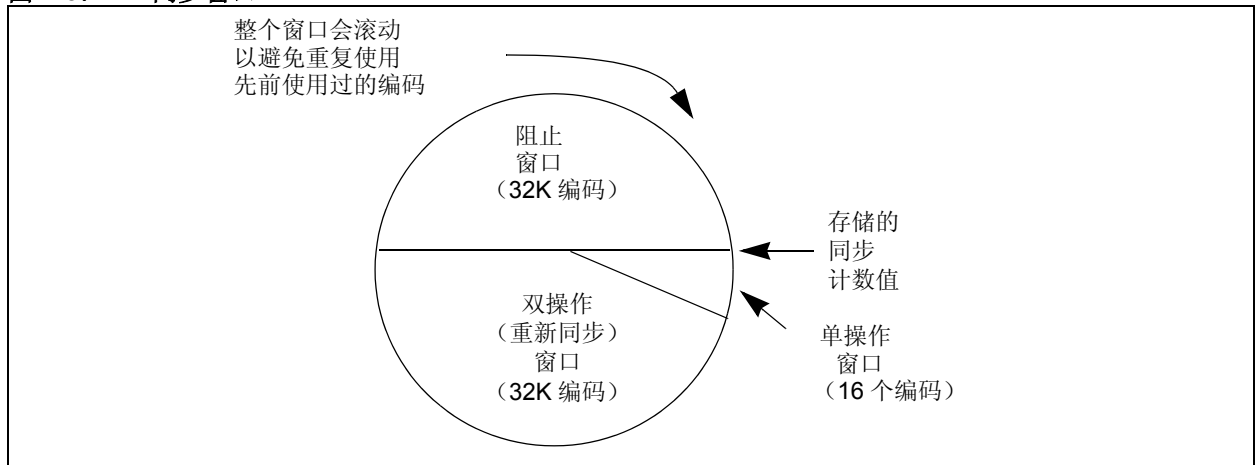 整个窗口会滚动
以避免重复使用
先前使用过的编码
阻止
窗口
（32K 编码）
存储的
同步
计数值
双操作
（重新同步）
窗口
（32K 编码）
单操作
窗口
（16 个编码）